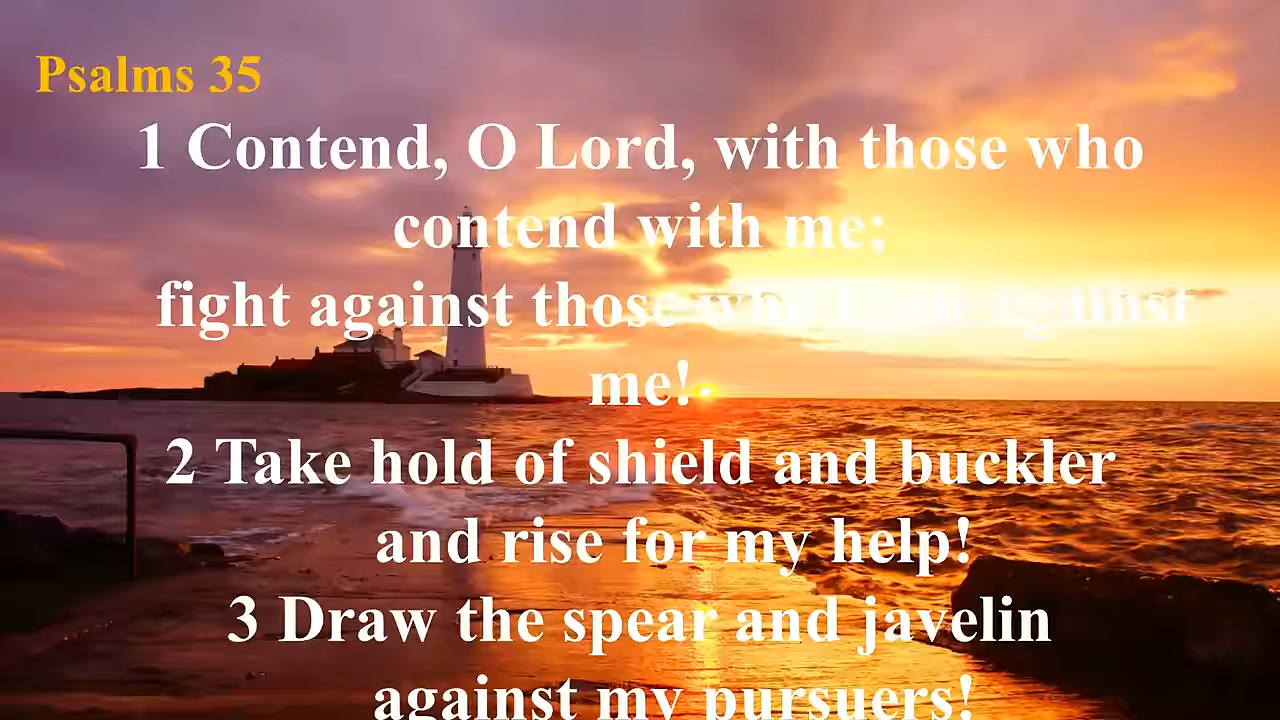 Psalms 35
1 Contend, O Lord, with those who
contend with me;
fight against those who fight against
me!
2 Take hold of shield and buckler
and rise for my help!
3 Draw the spear and javelin
against my pursuers!